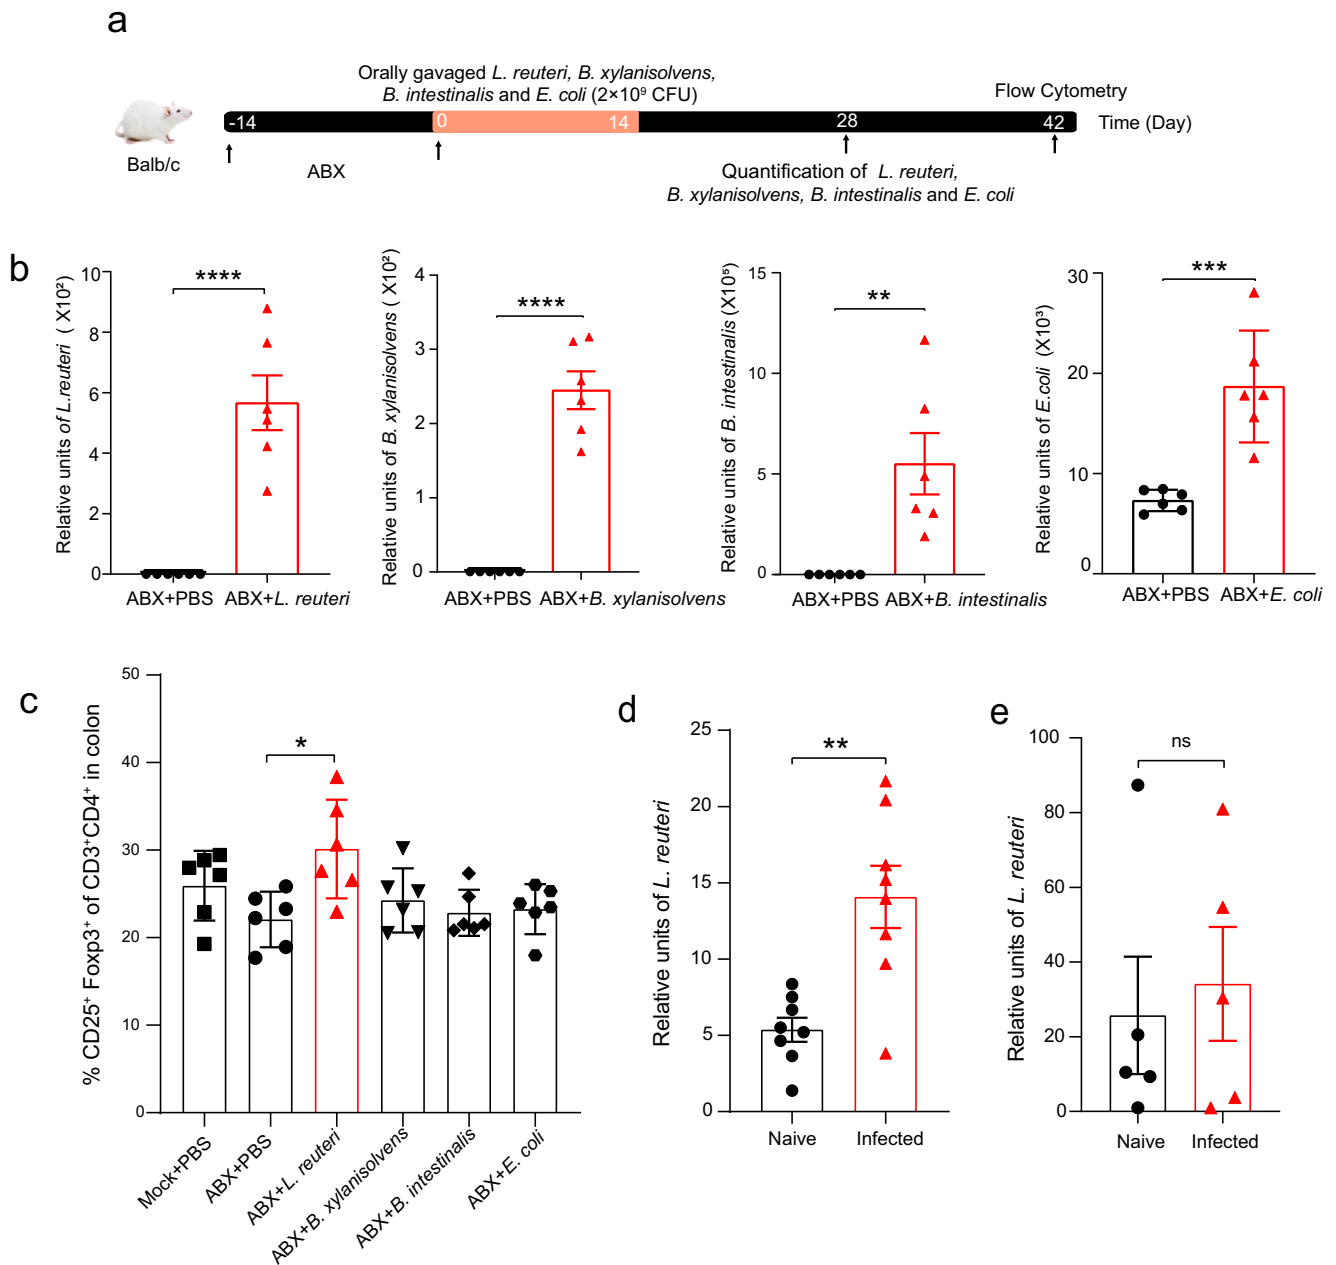 a
Orally gavaged L. reuteri, B. xylanisolvens,
B. intestinalis and E. coli (2×10⁹ CFU)
Flow Cytometry
-14 0 14 28 42 Time (Day)
Balb/c
ABX
Quantification of L. reuteri,
B. xylanisolvens, B. intestinalis and E. coli
b
Relative units of L.reuteri ( X10²)
10
8
6
4
2
0
****
ABX+PBS ABX+L. reuteri
Relative units of B. xylanisolvens ( X10²)
4
3
2
1
0
****
ABX+PBS ABX+B. xylanisolvens
Relative units of B. intestinalis (X10⁵)
15
10
5
0
**
ABX+PBS ABX+B. intestinalis
Relative units of E.coli (X10³)
30
20
10
0
***
ABX+PBS ABX+E. coli
c
% CD25⁺ Foxp3⁺ of CD3⁺CD4⁺ in colon
50
40
30
20
10
0
*
Mock+PBS
ABX+PBS
ABX+L. reuteri
ABX+B. xylanisolvens
ABX+B. intestinalis
ABX+E. coli
d
Relative units of L. reuteri
25
20
15
10
5
0
**
Naive Infected
e
Relative units of L. reuteri
100
80
60
40
20
0
ns
Naive Infected